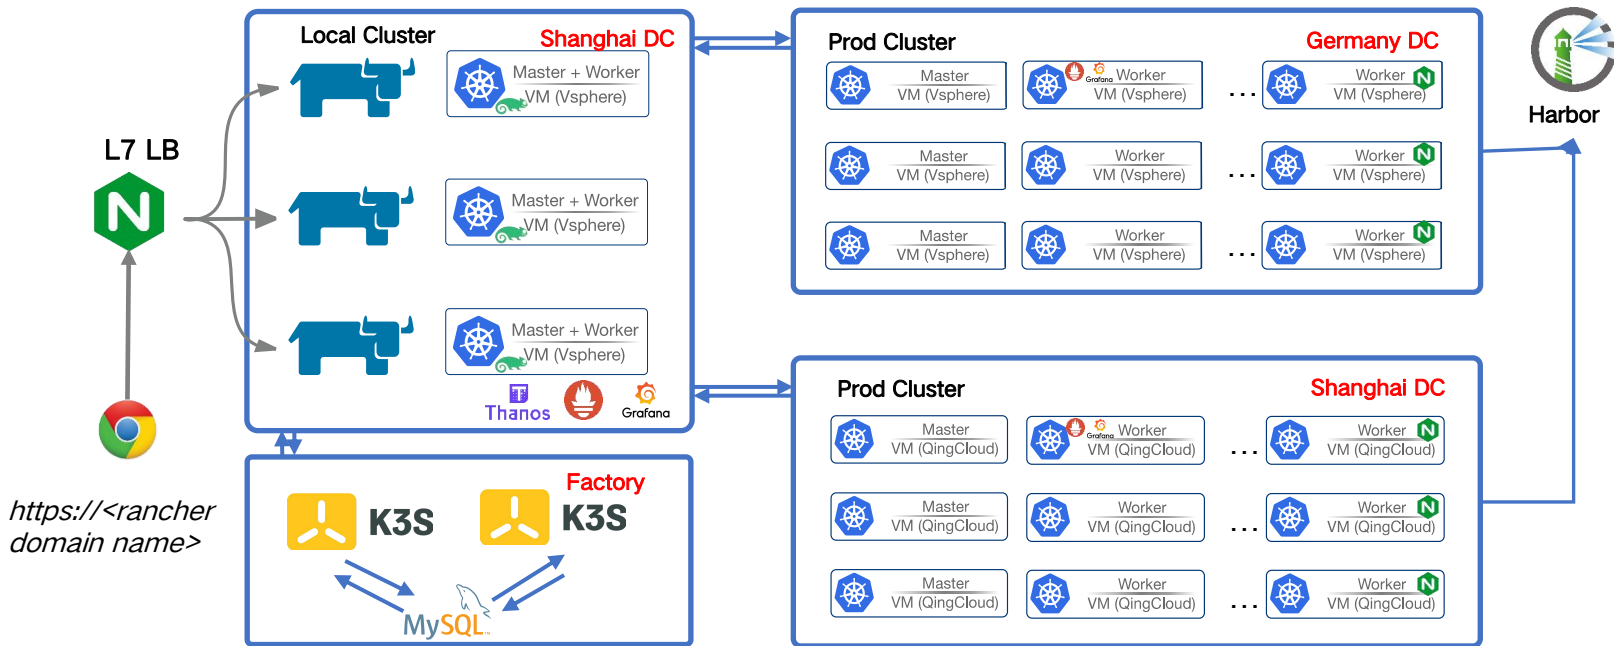 L7 LB
https://<rancher
domain name>
Local Cluster
Shanghai DC
Master + Worker
VM (Vsphere)
Master + Worker
VM (Vsphere)
Master + Worker
VM (Vsphere)
Thanos
Grafana
Factory
K3S
K3S
MySQL
Prod Cluster
Germany DC
Master
VM (Vsphere)
Grafana
Worker
VM (Vsphere)
...
Worker
VM (Vsphere)
Master
VM (Vsphere)
Worker
VM (Vsphere)
...
Worker
VM (Vsphere)
Master
VM (Vsphere)
Worker
VM (Vsphere)
...
Worker
VM (Vsphere)
Prod Cluster
Shanghai DC
Master
VM (QingCloud)
Grafana
Worker
VM (QingCloud)
...
Worker
VM (QingCloud)
Master
VM (QingCloud)
Worker
VM (QingCloud)
...
Worker
VM (QingCloud)
Master
VM (QingCloud)
Worker
VM (QingCloud)
...
Worker
VM (QingCloud)
Harbor